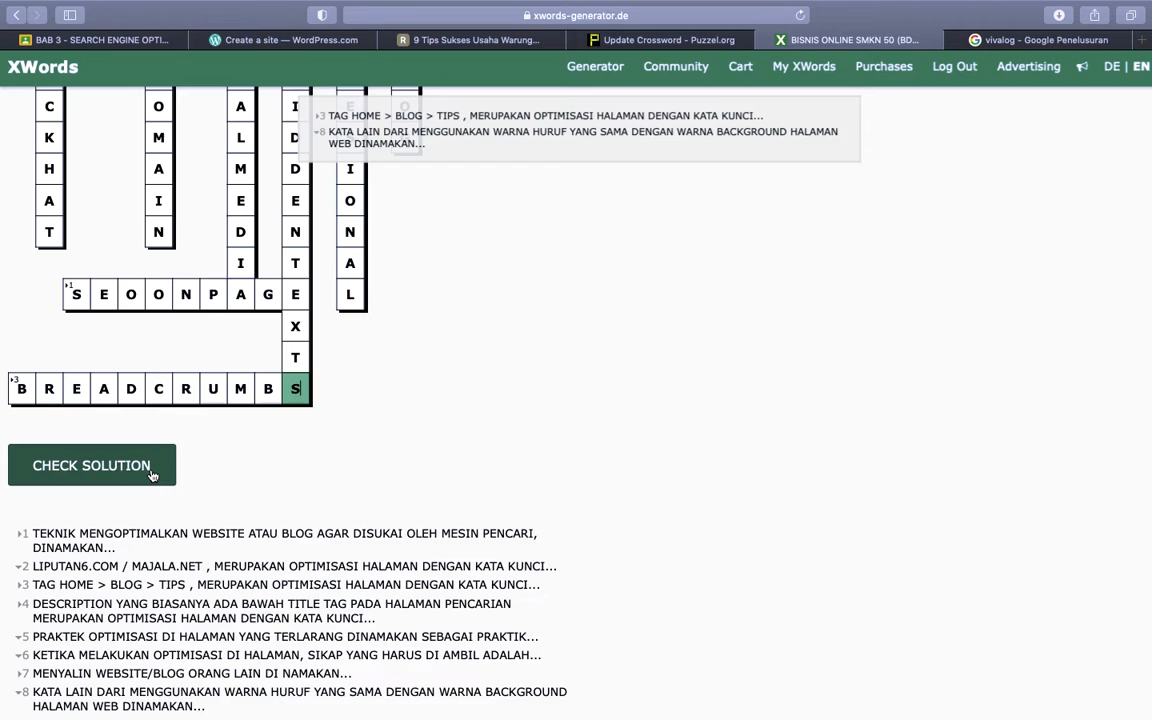 xwords-generator.de
BAB 3 - SEARCH ENGINE OPTI...
Create a site — WordPress.com
9 Tips Sukses Usaha Warung...
Update Crossword - Puzzel.org
BISNIS ONLINE SMKN 50 (BD...
vivalog - Google Penelusuran
XWords
Generator Community Cart My XWords Purchases Log Out Advertising DE | EN
3 TAG HOME > BLOG > TIPS , MERUPAKAN OPTIMISASI HALAMAN DENGAN KATA KUNCI...
8 KATA LAIN DARI MENGGUNAKAN WARNA HURUF YANG SAMA DENGAN WARNA BACKGROUND HALAMAN
WEB DINAMAKAN...
C O A I E O
K M L D
H A M D I
A I E E O
T N D N N
I T A
1 S E O O N P A G E L
X
T
3 B R E A D C R U M B S
CHECK SOLUTION
1 TEKNIK MENGOPTIMALKAN WEBSITE ATAU BLOG AGAR DISUKAI OLEH MESIN PENCARI,
DINAMAKAN...
2 LIPUTAN6.COM / MAJALA.NET , MERUPAKAN OPTIMISASI HALAMAN DENGAN KATA KUNCI...
3 TAG HOME > BLOG > TIPS , MERUPAKAN OPTIMISASI HALAMAN DENGAN KATA KUNCI...
4 DESCRIPTION YANG BIASANYA ADA BAWAH TITLE TAG PADA HALAMAN PENCARIAN
MERUPAKAN OPTIMISASI HALAMAN DENGAN KATA KUNCI...
5 PRAKTEK OPTIMISASI DI HALAMAN YANG TERLARANG DINAMAKAN SEBAGAI PRAKTIK...
6 KETIKA MELAKUKAN OPTIMISASI DI HALAMAN, SIKAP YANG HARUS DI AMBIL ADALAH...
7 MENYALIN WEBSITE/BLOG ORANG LAIN DI NAMAKAN...
8 KATA LAIN DARI MENGGUNAKAN WARNA HURUF YANG SAMA DENGAN WARNA BACKGROUND
HALAMAN WEB DINAMAKAN...